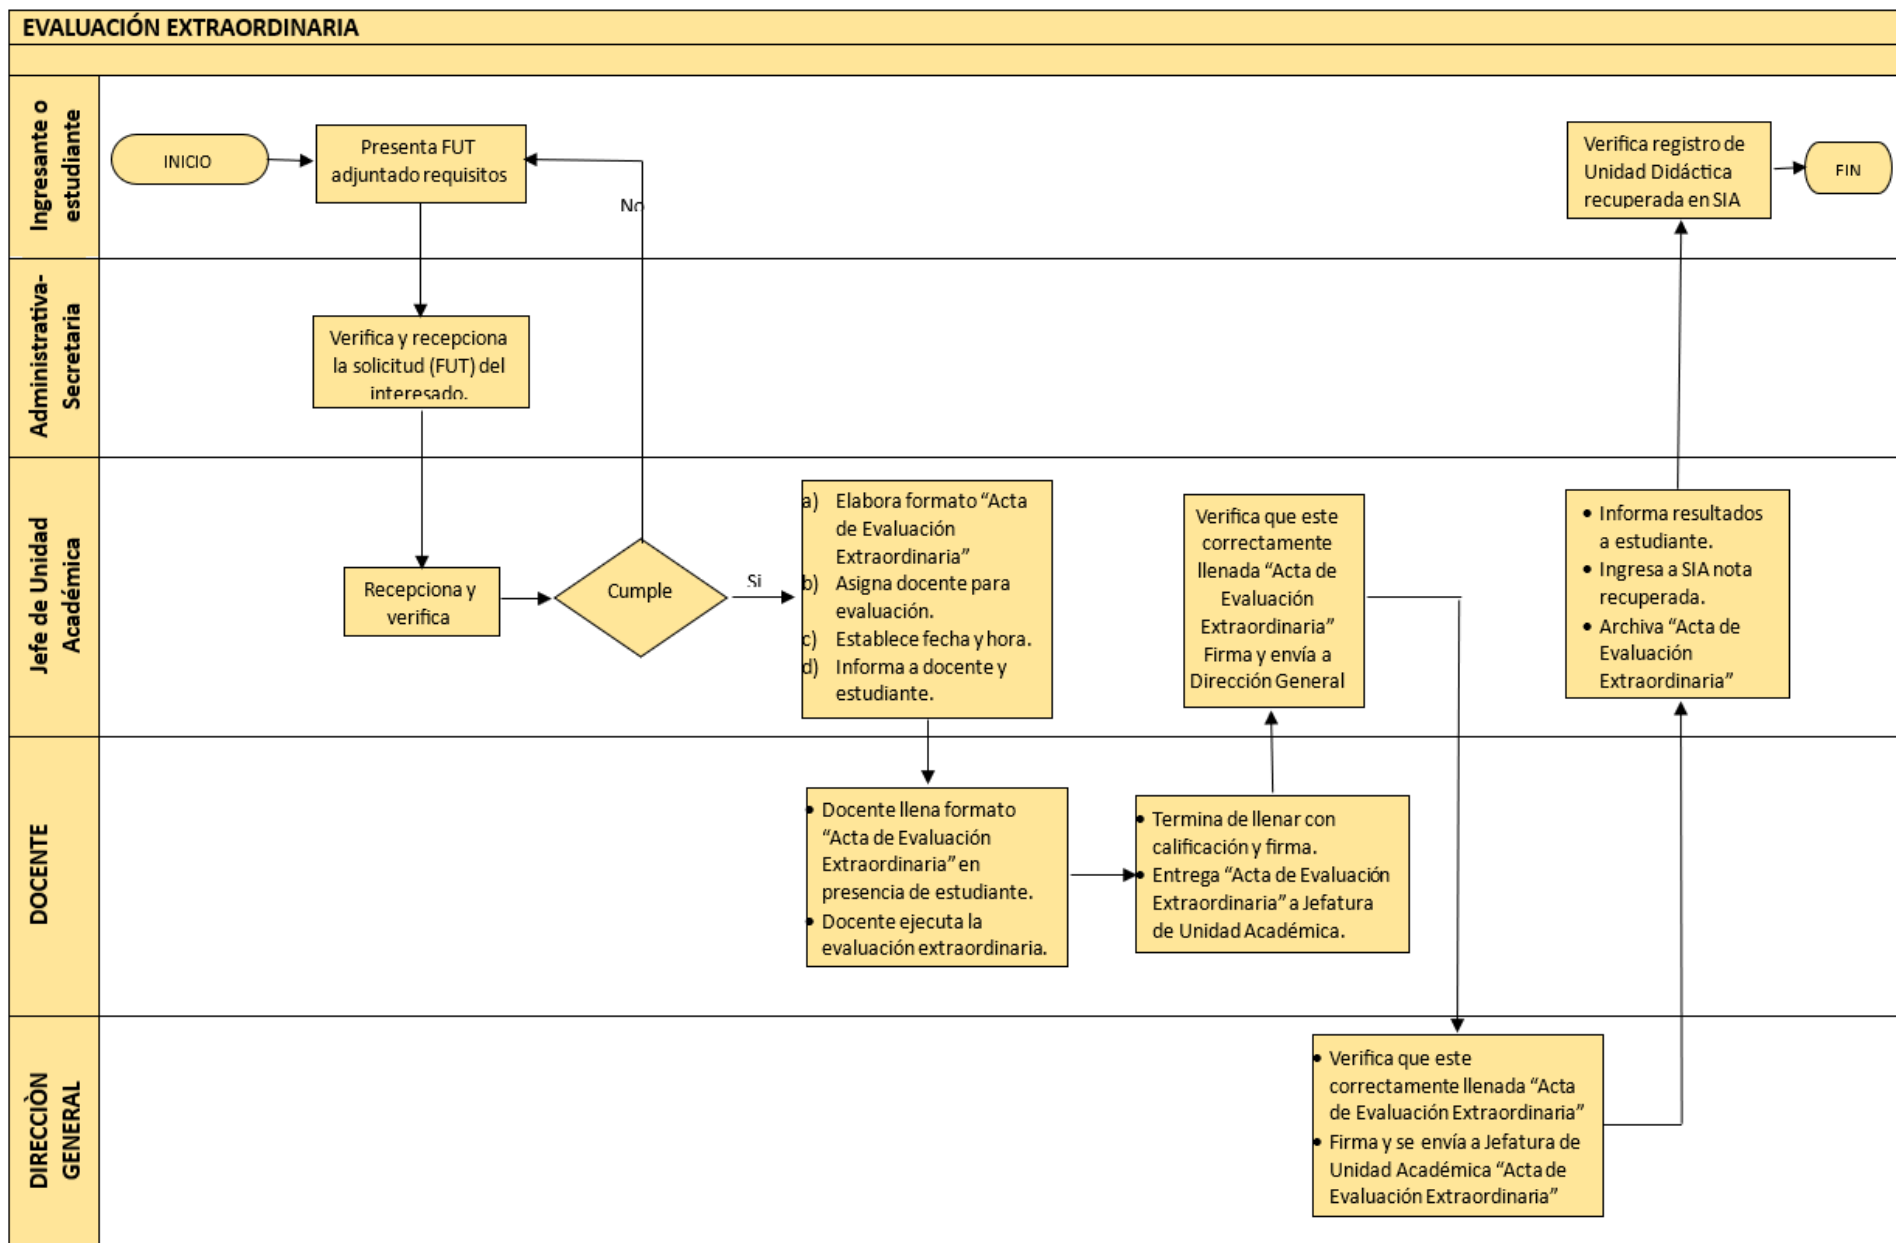 EVALUACIÓN EXTRAORDINARIA
Ingresante o
estudiante
INICIO
Presenta FUT
adjuntado requisitos
No
Verifica registro de
Unidad Didáctica
recuperada en SIA
FIN
Administrativa-
Secretaria
Verifica y recepciona
la solicitud (FUT) del
interesado.
Jefe de Unidad
Académica
Recepciona y
verifica
Cumple
Si
a) Elabora formato “Acta
de Evaluación
Extraordinaria”
b) Asigna docente para
evaluación.
c) Establece fecha y hora.
d) Informa a docente y
estudiante.
Verifica que este
correctamente
llenada “Acta de
Evaluación
Extraordinaria”
Firma y envía a
Dirección General
• Informa resultados
a estudiante.
• Ingresa a SIA nota
recuperada.
• Archiva “Acta de
Evaluación
Extraordinaria”
DOCENTE
• Docente llena formato
“Acta de Evaluación
Extraordinaria” en
presencia de estudiante.
• Docente ejecuta la
evaluación extraordinaria.
• Termina de llenar con
calificación y firma.
• Entrega “Acta de Evaluación
Extraordinaria” a Jefatura
de Unidad Académica.
DIRECCIÒN
GENERAL
• Verifica que este
correctamente llenada “Acta
de Evaluación Extraordinaria”
• Firma y se envía a Jefatura de
Unidad Académica “Acta de
Evaluación Extraordinaria”